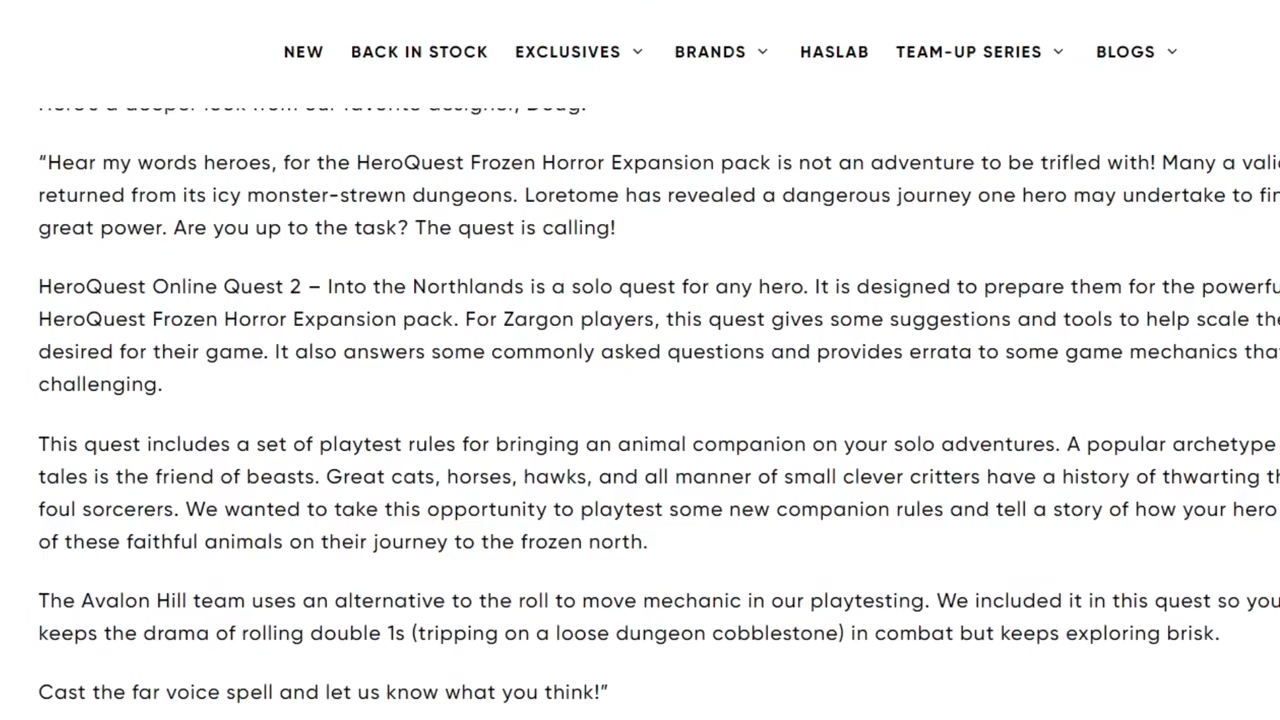 NEW BACK IN STOCK EXCLUSIVES BRANDS HASLAB TEAM-UP SERIES BLOGS
Here's a deeper look from our favorite designer, Doug:
“Hear my words heroes, for the HeroQuest Frozen Horror Expansion pack is not an adventure to be trifled with! Many a
returned from its icy monster-strewn dungeons. Loretome has revealed a dangerous journey one hero may undertake to
great power. Are you up to the task? The quest is calling!
HeroQuest Online Quest 2 – Into the Northlands is a solo quest for any hero. It is designed to prepare them for the
HeroQuest Frozen Horror Expansion pack. For Zargon players, this quest gives some suggestions and tools to help scale
desired for their game. It also answers some commonly asked questions and provides errata to some game mechanics
challenging.
This quest includes a set of playtest rules for bringing an animal companion on your solo adventures. A popular archetype
tales is the friend of beasts. Great cats, horses, hawks, and all manner of small clever critters have a history of thwarting
foul sorcerers. We wanted to take this opportunity to playtest some new companion rules and tell a story of how your hero
of these faithful animals on their journey to the frozen north.
The Avalon Hill team uses an alternative to the roll to move mechanic in our playtesting. We included it in this quest so you
keeps the drama of rolling double 1s (tripping on a loose dungeon cobblestone) in combat but keeps exploring brisk.
Cast the far voice spell and let us know what you think!”